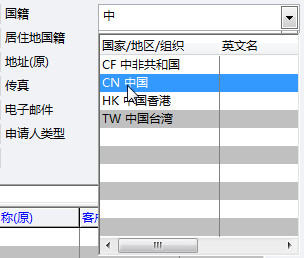 国籍 中
居住地国籍
国家/地区/组织 英文名
地址(原)
CF 中非共和国
传真
CN 中国
电子邮件
HK 中国香港
申请人类型
TW 中国台湾
称(原) 客户